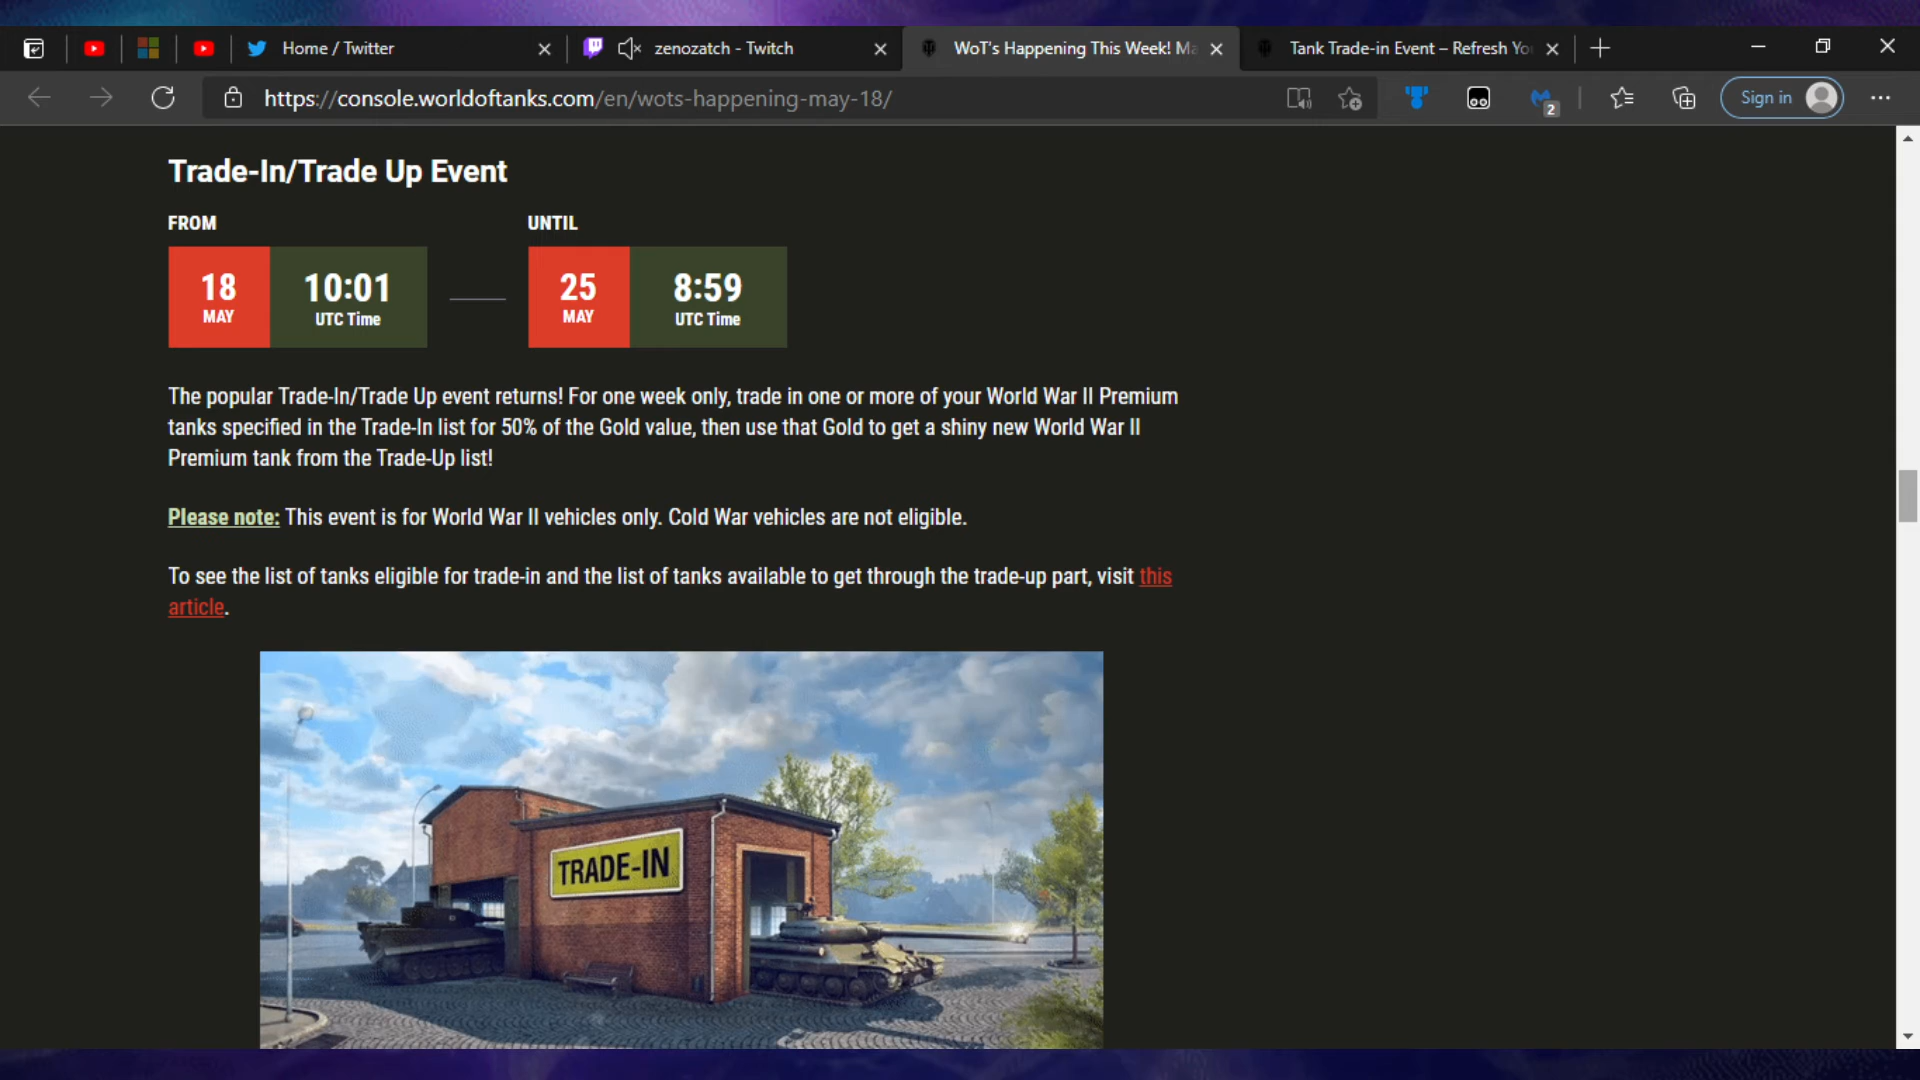 Home / Twitter
zenozatch - Twitch
WoT's Happening This Week! Ma
Tank Trade-in Event – Refresh Yo
https://console.worldoftanks.com/en/wots-happening-may-18/
2
Sign in
Trade-In/Trade Up Event
FROM
UNTIL
18
MAY
10:01
UTC Time
25
MAY
8:59
UTC Time
The popular Trade-In/Trade Up event returns! For one week only, trade in one or more of your World War II Premium
tanks specified in the Trade-In list for 50% of the Gold value, then use that Gold to get a shiny new World War II
Premium tank from the Trade-Up list!
Please note: This event is for World War II vehicles only. Cold War vehicles are not eligible.
To see the list of tanks eligible for trade-in and the list of tanks available to get through the trade-up part, visit this
article.
TRADE-IN